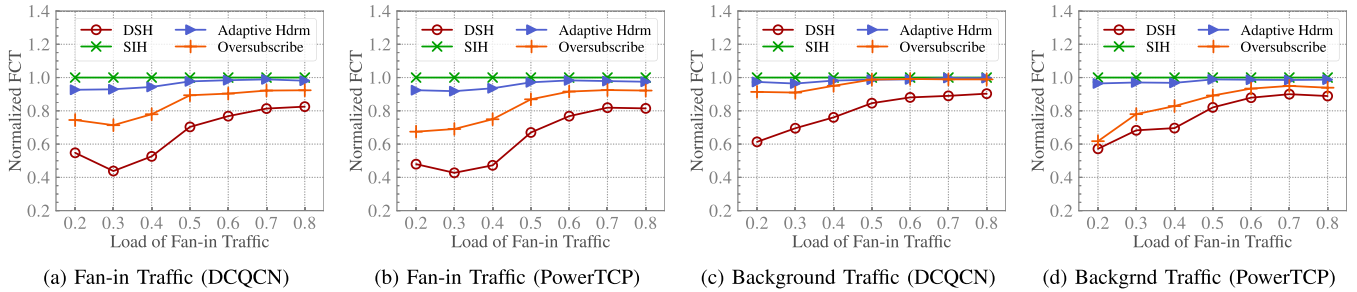 1.4
1.2
1.0
0.8
0.6
0.4
0.2
Normalized FCT
DSH
SIH
Adaptive Hdrm
Oversubscribe
0.2 0.3 0.4 0.5 0.6 0.7 0.8
Load of Fan-in Traffic
(a) Fan-in Traffic (DCQCN)
1.4
1.2
1.0
0.8
0.6
0.4
0.2
Normalized FCT
DSH
SIH
Adaptive Hdrm
Oversubscribe
0.2 0.3 0.4 0.5 0.6 0.7 0.8
Load of Fan-in Traffic
(b) Fan-in Traffic (PowerTCP)
1.4
1.2
1.0
0.8
0.6
0.4
0.2
Normalized FCT
DSH
SIH
Adaptive Hdrm
Oversubscribe
0.2 0.3 0.4 0.5 0.6 0.7 0.8
Load of Fan-in Traffic
(c) Background Traffic (DCQCN)
1.4
1.2
1.0
0.8
0.6
0.4
0.2
Normalized FCT
DSH
SIH
Adaptive Hdrm
Oversubscribe
0.2 0.3 0.4 0.5 0.6 0.7 0.8
Load of Fan-in Traffic
(d) Backgrnd Traffic (PowerTCP)